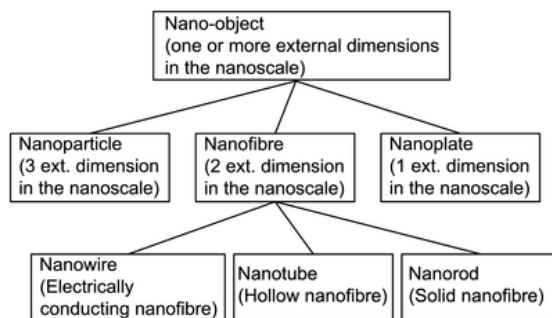 Nano-object
(one or more external dimensions
in the nanoscale)
Nanoparticle
(3 ext. dimension
in the nanoscale)
Nanofibre
(2 ext. dimension
in the nanoscale)
Nanoplate
(1 ext. dimension
in the nanoscale)
Nanowire
(Electrically
conducting nanofibre)
Nanotube
(Hollow nanofibre)
Nanorod
(Solid nanofibre)